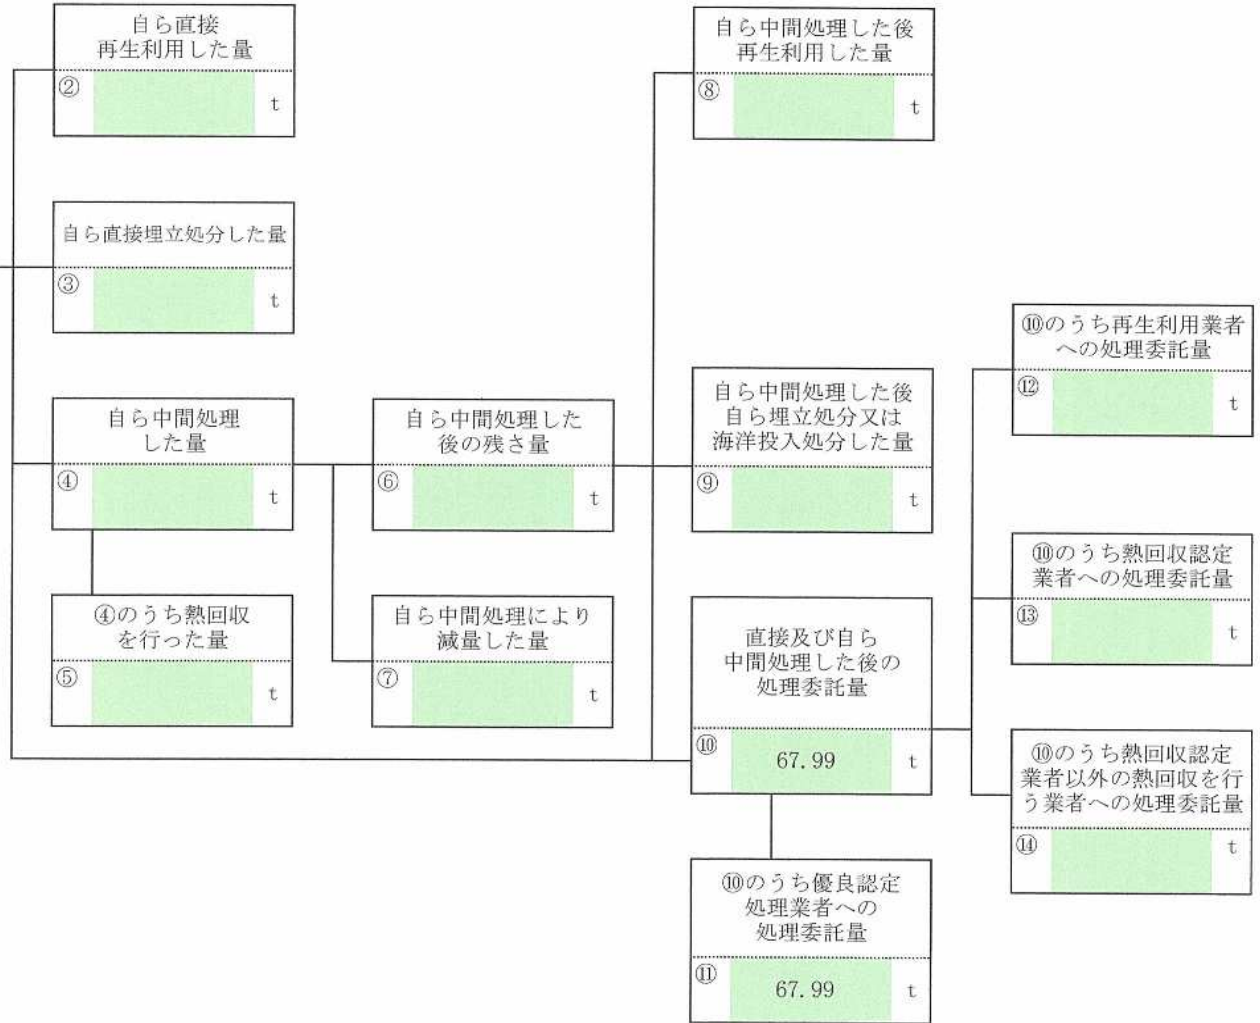 自ら直接
再生利用した量
② t
自ら直接埋立処分した量
③ t
自ら中間処理
した量
④ t
④のうち熱回収
を行った量
⑤ t
自ら中間処理した
後の残さ量
⑥ t
自ら中間処理により
減量した量
⑦ t
自ら中間処理した後
再生利用した量
⑧ t
自ら中間処理した後
自ら埋立処分又は
海洋投入処分した量
⑨ t
直接及び自ら
中間処理した後の
処理委託量
⑩ 67.99 t
⑩のうち優良認定
処理業者への
処理委託量
⑪ 67.99 t
⑩のうち再生利用業者
への処理委託量
⑫ t
⑩のうち熱回収認定
業者への処理委託量
⑬ t
⑩のうち熱回収認定
業者以外の熱回収を行
う業者への処理委託量
⑭ t